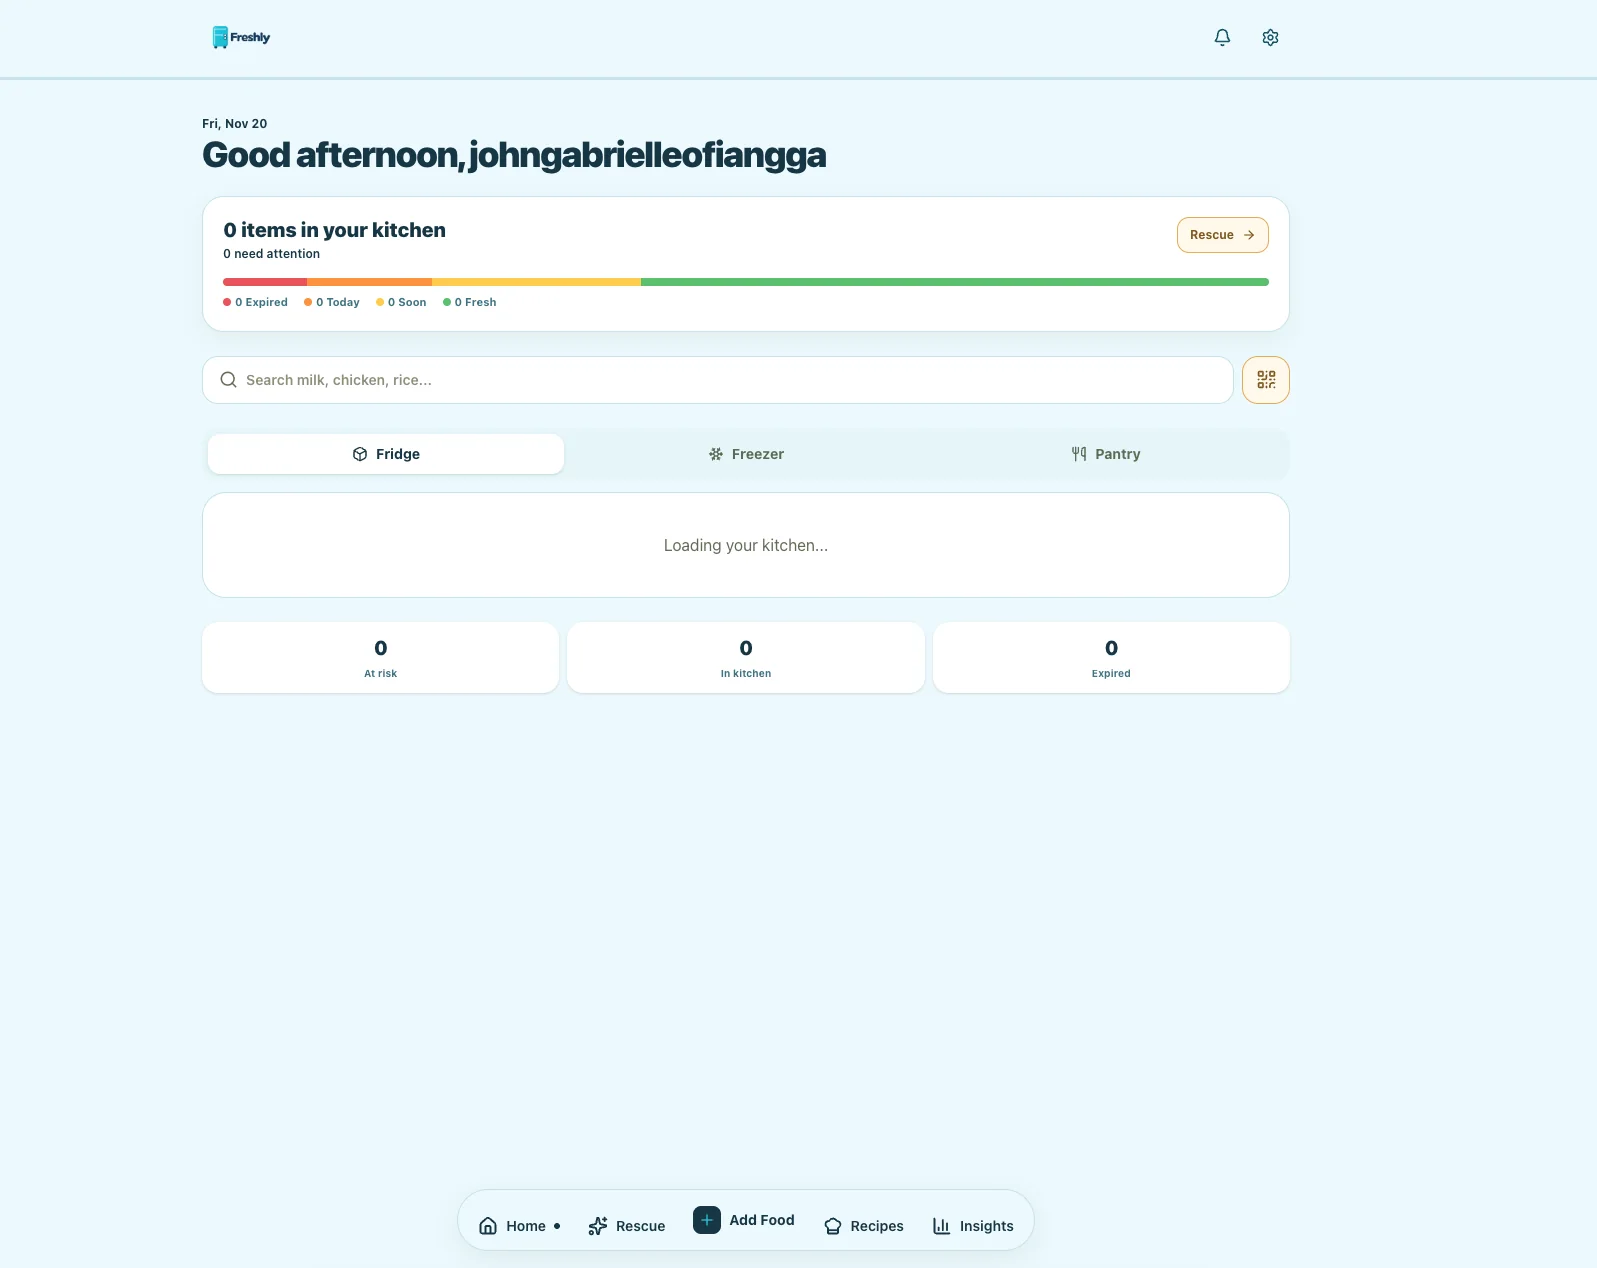 Freshly
Fri, Nov 20
Good afternoon, johngabrielleofiangga
0 items in your kitchen
0 need attention
Rescue
0 Expired 0 Today 0 Soon 0 Fresh
Search milk, chicken, rice...
Fridge Freezer Pantry
Loading your kitchen...
0 0 0
At risk In kitchen Expired
Home Rescue Add Food Recipes Insights